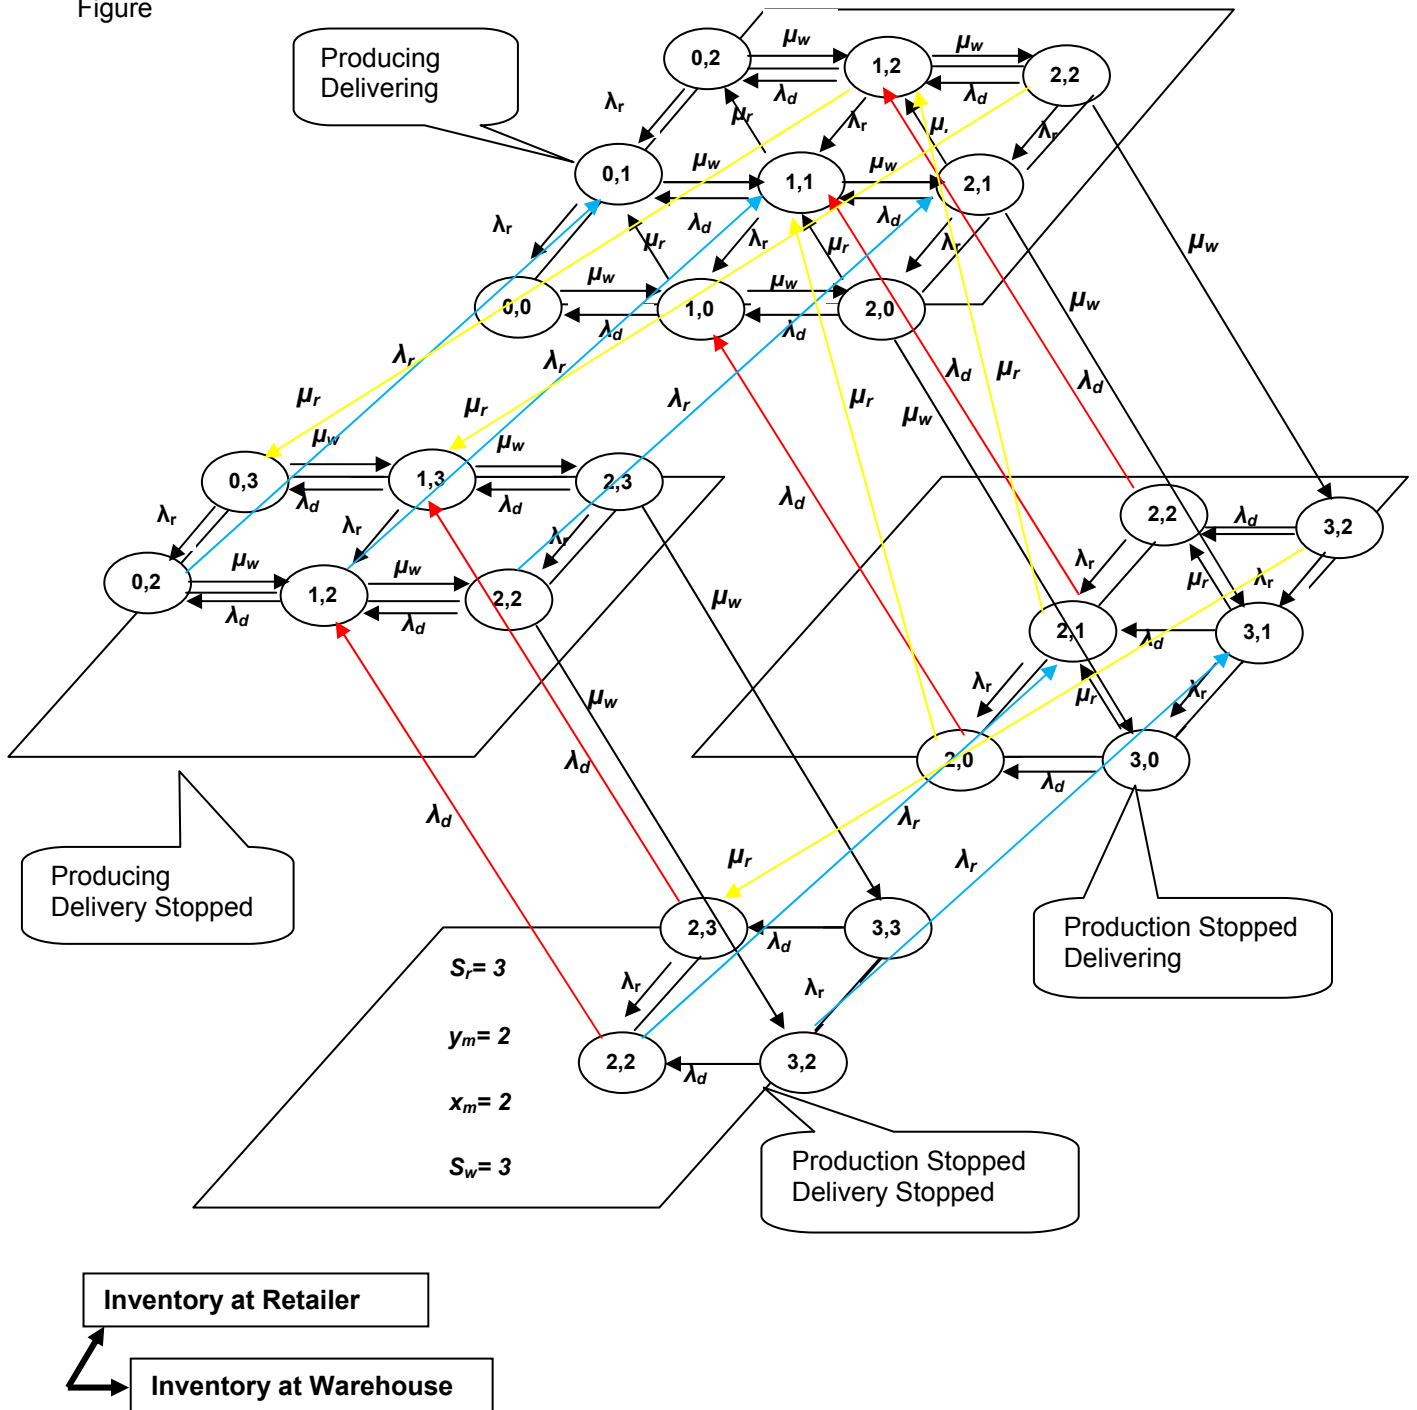 Figure
Producing
Delivering
0,2
μw
1,2
μw
2,2
λd
λd
λr
μr
λr
μ.
λr
0,1
μw
1,1
μw
2,1
λd
λd
λr
μr
λr
μr
λr
μw
0,0
μw
1,0
μw
2,0
λd
λd
μw
λr
λr
λr
μr
λd
μr
λd
μr
μr
μw
μw
μw
0,3
1,3
2,3
λd
λd
λd
λr
λr
λr
0,2
μw
1,2
μw
2,2
λd
λd
2,2
λd
3,2
λr
μr
λr
μw
2,1
λd
3,1
λr
μr
λr
μw
2,0
λd
3,0
λd
λd
λr
λr
μr
Producing
Delivery Stopped
Production Stopped
Delivering
2,3
λd
3,3
Sr= 3
λr
λr
ym= 2
2,2
λd
3,2
xm= 2
Sw= 3
Production Stopped
Delivery Stopped
Inventory at Retailer
Inventory at Warehouse